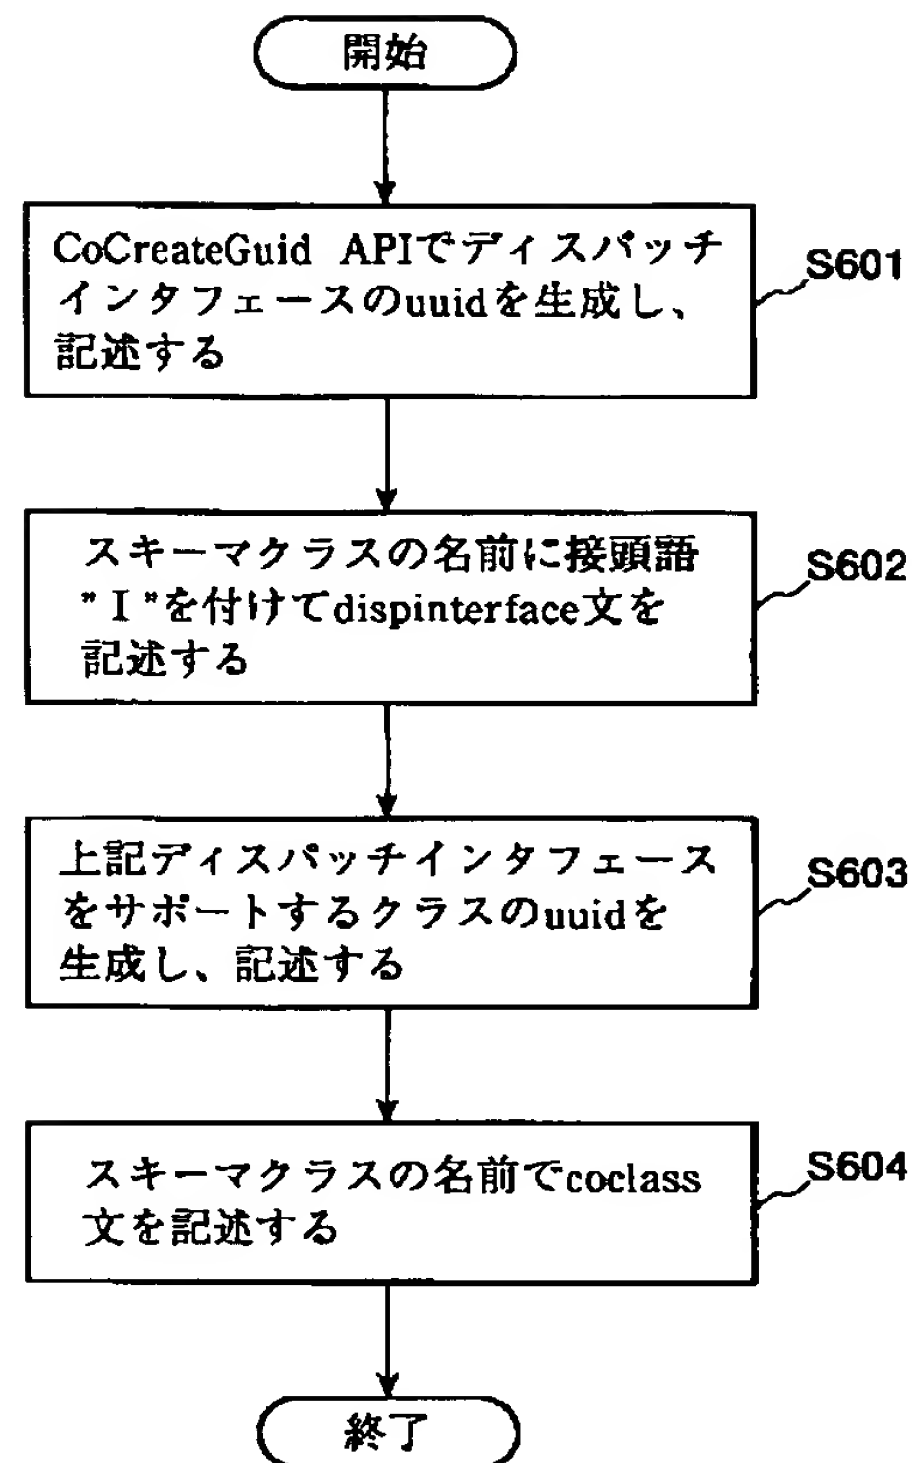 開始
CoCreateGuid APIでディスパッチ
インタフェースのuuidを生成し、
記述する
S601
スキーマクラスの名前に接頭語
"I"を付けてdispinterface文を
記述する
S602
上記ディスパッチインタフェース
をサポートするクラスのuuidを
生成し、記述する
S603
スキーマクラスの名前でcoclass
文を記述する
S604
終了